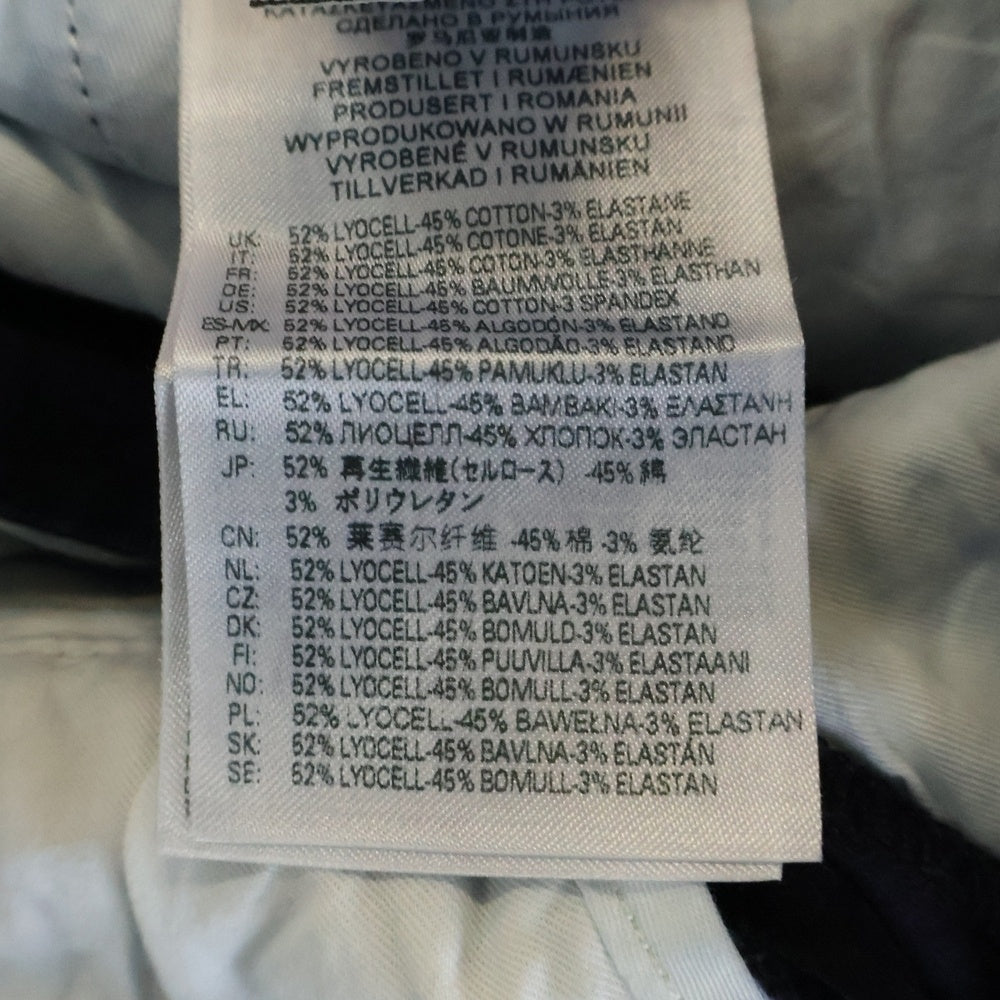 СДЕЛАНО В РУМЫНИЯ
罗马尼亚制造
VYROBENO V RUMUNSKU
FREMSTILLET I RUMÆNIEN
PRODUSERT I ROMANIA
WYPRODUKOWANO W RUMUNII
VYROBENÉ V RUMUNSKU
TILLVERKAD I RUMÄNIEN
UK: 52% LYOCELL-45% COTTON-3% ELASTANE
IT: 52% LYOCELL-45% COTONE-3% ELASTAN
FR: 52% LYOCELL-45% COTON-3% ELASTHANNE
DE: 52% LYOCELL-45% BAUMWOLLE-3% ELASTHAN
US: 52% LYOCELL-45% COTTON-3 SPANDEX
ES-MX: 52% LYOCELL-45% ALGODÓN-3% ELASTANO
PT: 52% LYOCELL-45% ALGODÃO-3% ELASTANO
TR: 52% LYOCELL-45% PAMUKLU-3% ELASTAN
EL: 52% LYOCELL-45% BAMBAKI-3% ΕΛΑΣΤΑΝΗ
RU: 52% ЛИОЦЕЛЛ-45% ХЛОПОК-3% ЭЛАСТАН
JP: 52% 再生繊維(セルロース) -45% 綿
3% ポリウレタン
CN: 52% 莱赛尔纤维 -45% 棉 -3% 氨纶
NL: 52% LYOCELL-45% KATOEN-3% ELASTAN
CZ: 52% LYOCELL-45% BAVLNA-3% ELASTAN
DK: 52% LYOCELL-45% BOMULD-3% ELASTAN
FI: 52% LYOCELL-45% PUUVILLA-3% ELASTAANI
NO: 52% LYOCELL-45% BOMULL-3% ELASTAN
PL: 52% LYOCELL-45% BAWEŁNA-3% ELASTAN
SK: 52% LYOCELL-45% BAVLNA-3% ELASTÁN
SE: 52% LYOCELL-45% BOMULL-3% ELASTAN